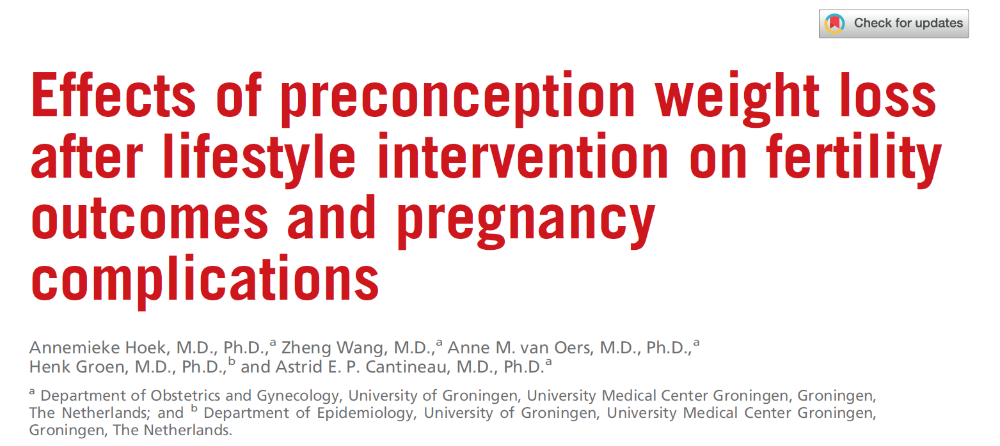 Check for updates
Effects of preconception weight loss
after lifestyle intervention on fertility
outcomes and pregnancy
complications
Annemieke Hoek, M.D., Ph.D.,ᵃ Zheng Wang, M.D.,ᵃ Anne M. van Oers, M.D., Ph.D.,ᵃ
Henk Groen, M.D., Ph.D.,ᵇ and Astrid E. P. Cantineau, M.D., Ph.D.ᵃ
ᵃ Department of Obstetrics and Gynecology, University of Groningen, University Medical Center Groningen, Groningen,
The Netherlands; and ᵇ Department of Epidemiology, University of Groningen, University Medical Center Groningen,
Groningen, The Netherlands.